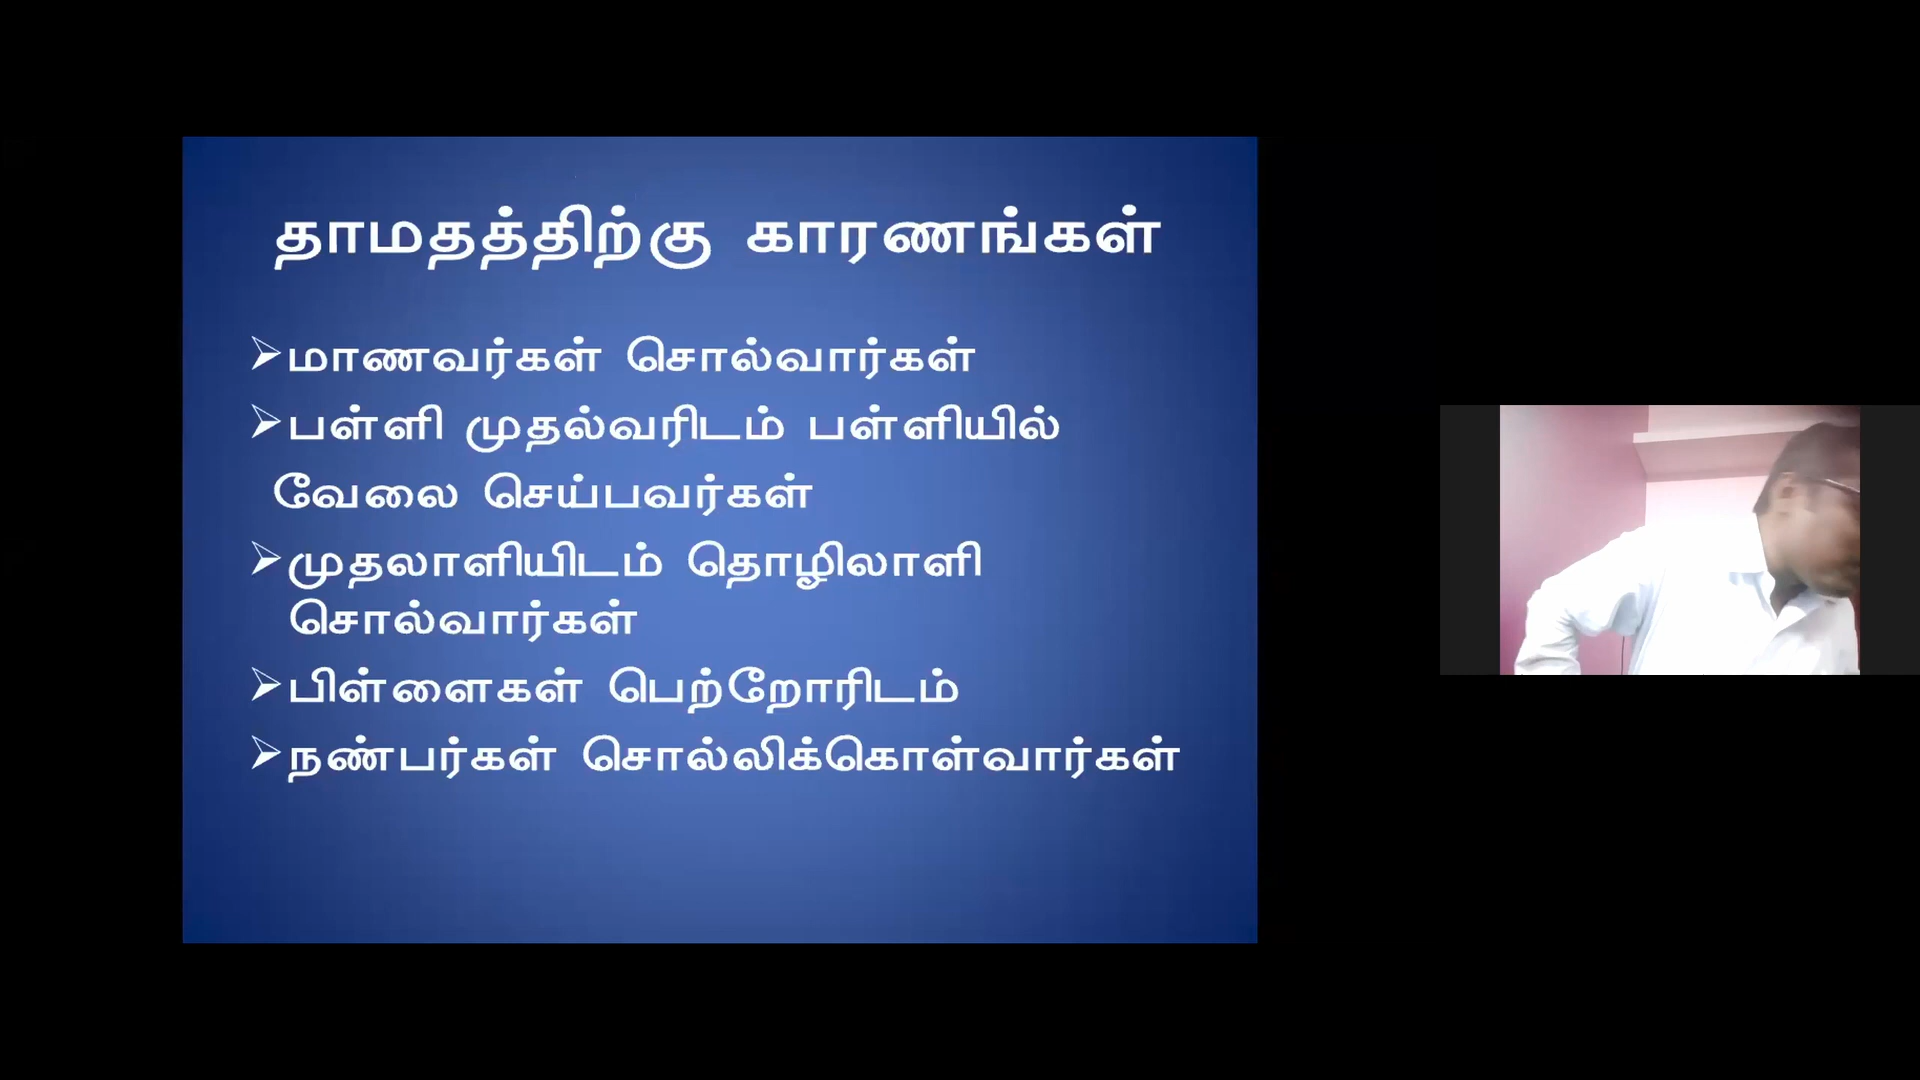 தாமதத்திற்கு காரணங்கள்
➢மாணவர்கள் சொல்வார்கள்
➢பள்ளி முதல்வரிடம் பள்ளியில்
வேலை செய்பவர்கள்
➢முதலாளியிடம் தொழிலாளி
சொல்வார்கள்
➢பிள்ளைகள் பெற்றோரிடம்
➢நண்பர்கள் சொல்லிக்கொள்வார்கள்